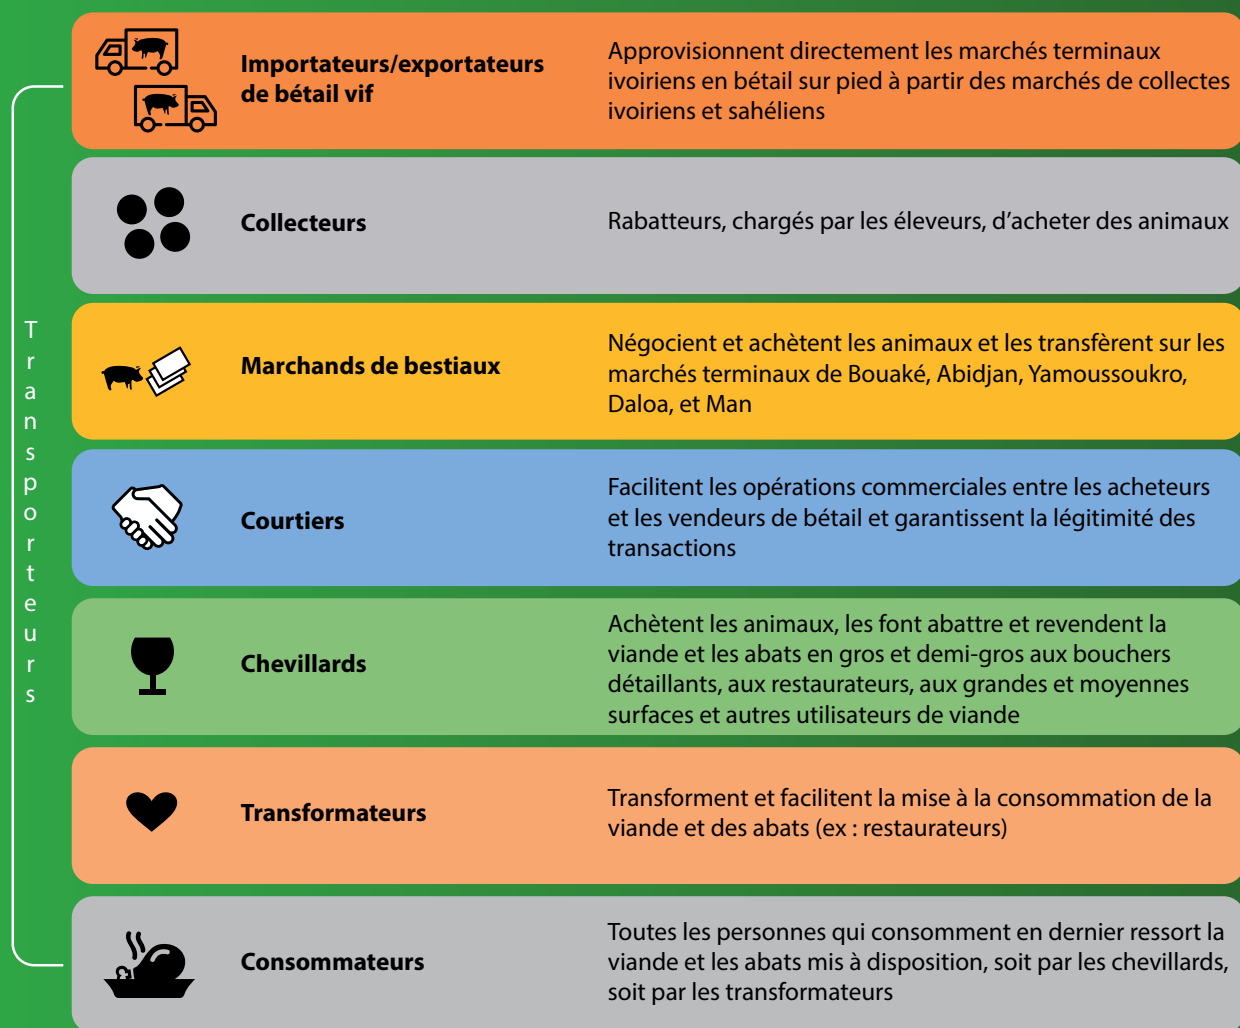 Transporteurs
Importateurs/exportateurs
de bétail vif
Approvisionnent directement les marchés terminaux
ivoiriens en bétail sur pied à partir des marchés de collectes
ivoiriens et sahéliens
Collecteurs
Rabatteurs, chargés par les éleveurs, d’acheter des animaux
Marchands de bestiaux
Négocient et achètent les animaux et les transfèrent sur les
marchés terminaux de Bouaké, Abidjan, Yamoussoukro,
Daloa, et Man
Courtiers
Facilitent les opérations commerciales entre les acheteurs
et les vendeurs de bétail et garantissent la légitimité des
transactions
Chevillards
Achètent les animaux, les font abattre et revendent la
viande et les abats en gros et demi-gros aux bouchers
détaillants, aux restaurateurs, aux grandes et moyennes
surfaces et autres utilisateurs de viande
Transformateurs
Transforment et facilitent la mise à la consommation de la
viande et des abats (ex : restaurateurs)
Consommateurs
Toutes les personnes qui consomment en dernier ressort la
viande et les abats mis à disposition, soit par les chevillards,
soit par les transformateurs